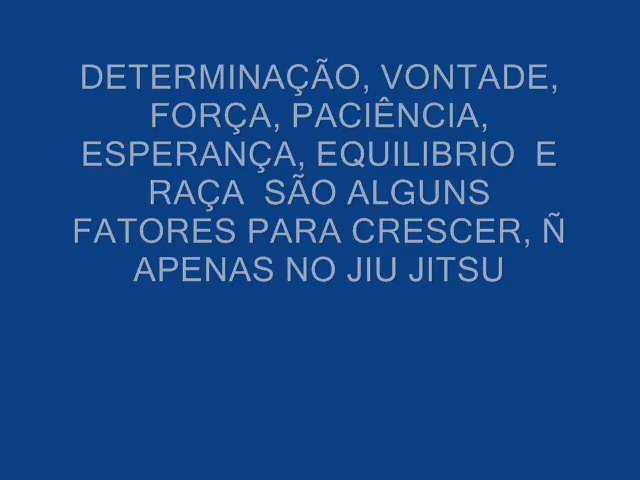 DETERMINAÇÃO, VONTADE,
FORÇA, PACIÊNCIA,
ESPERANÇA, EQUILIBRIO  E
RAÇA  SÃO ALGUNS
FATORES PARA CRESCER, Ñ
APENAS NO JIU JITSU